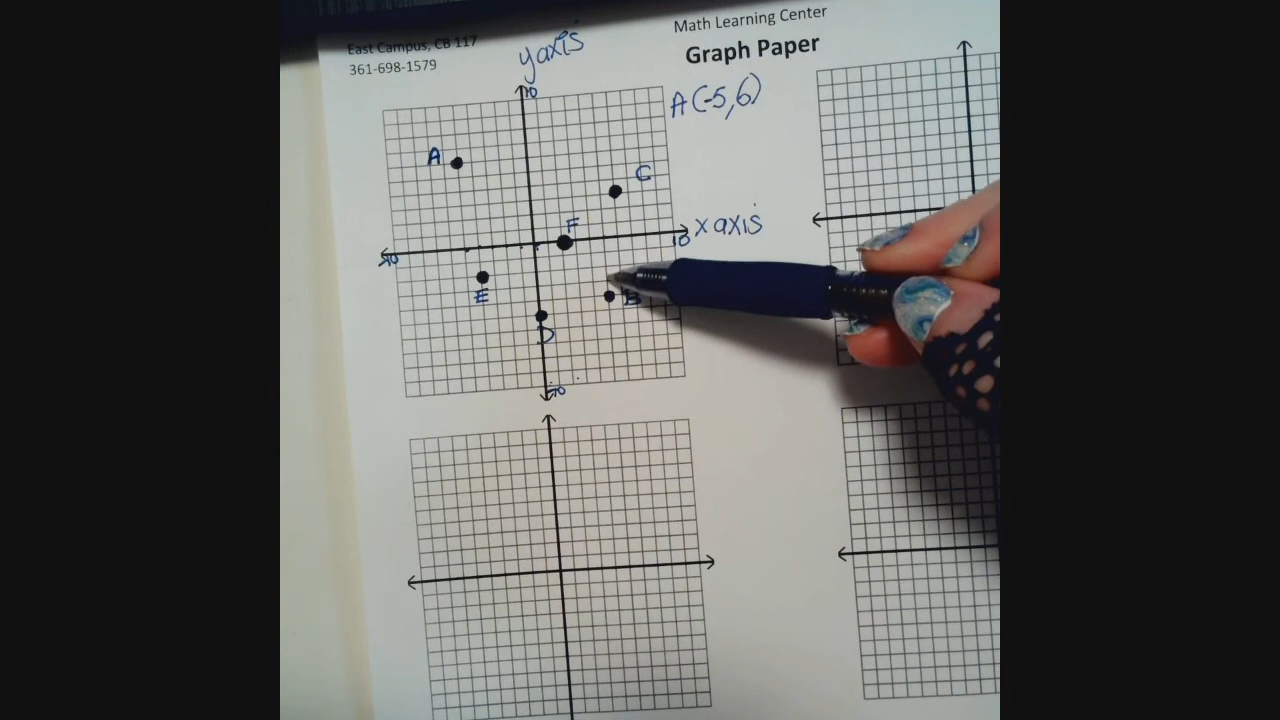 East Campus, CB 117
361-698-1579
Math Learning Center
Graph Paper
y axis
10
A (-5,6)
A
C
F
x axis
10
-10
E
B
D
-10